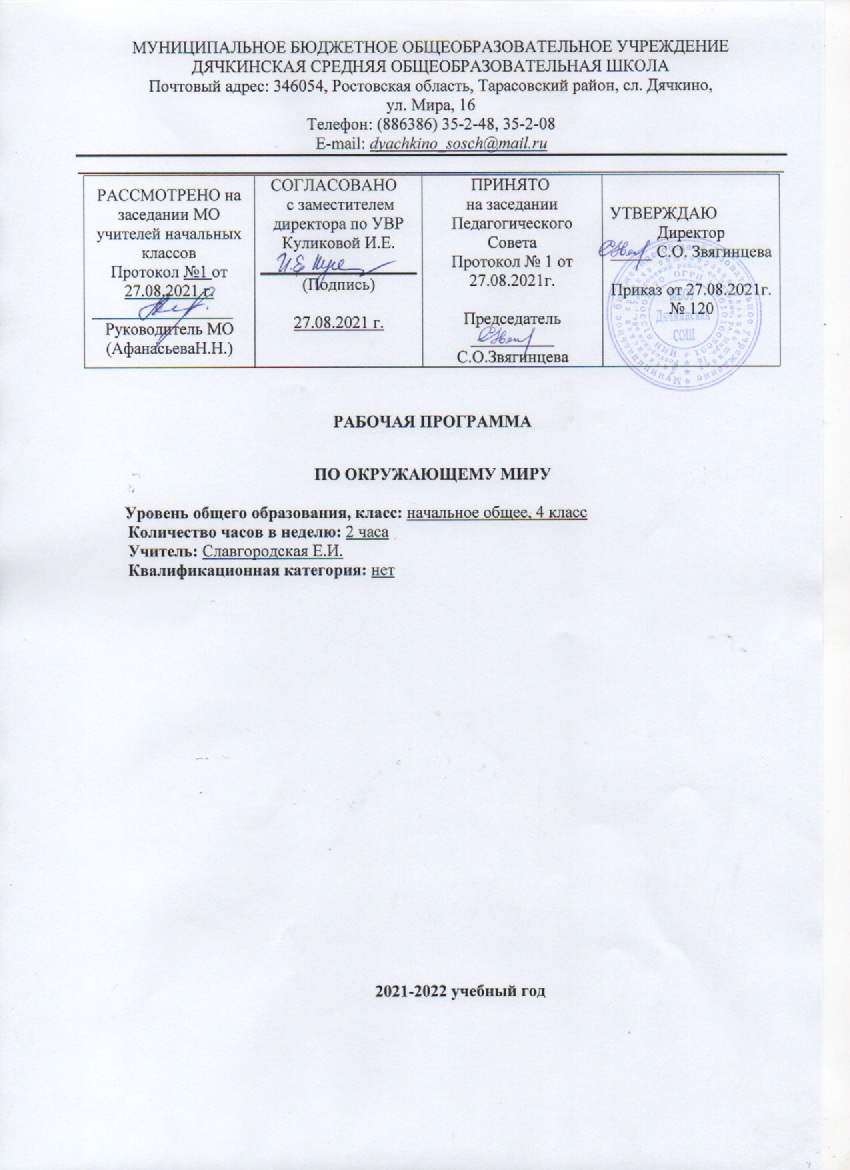 МУНИЦИПАЛЬНОЕ БЮДЖЕТНОЕ ОБЩЕОБРАЗОВАТЕЛЬНОЕ УЧРЕЖДЕНИЕ
ДЯЧКИНСКАЯ СРЕДНЯЯ ОБЩЕОБРАЗОВАТЕЛЬНАЯ ШКОЛА
Почтовый адрес: 346054, Ростовская область, Тарасовский район, сл. Дячкино,
ул. Мира, 16
Телефон: (886386) 35-2-48, 35-2-08
E-mail: dyachkino_sosch@mail.ru
РАССМОТРЕНО на
заседании МО
учителей начальных
классов
Протокол №1 от
27.08.2021 г.
Руководитель МО
(АфанасьеваН.Н.)
СОГЛАСОВАНО
с заместителем
директора по УВР
Куликовой И.Е.
(Подпись)
27.08.2021 г.
ПРИНЯТО
на заседании
Педагогического
Совета
Протокол № 1 от
27.08.2021г.
Председатель
С.О.Звягинцева
УТВЕРЖДАЮ
Директор
С.О. Звягинцева
Приказ от 27.08.2021г.
№ 120
Дячкинская
СОШ
РАБОЧАЯ ПРОГРАММА
ПО ОКРУЖАЮЩЕМУ МИРУ
Уровень общего образования, класс: начальное общее, 4 класс
Количество часов в неделю: 2 часа
Учитель: Славгородская Е.И.
Квалификационная категория: нет
2021-2022 учебный год